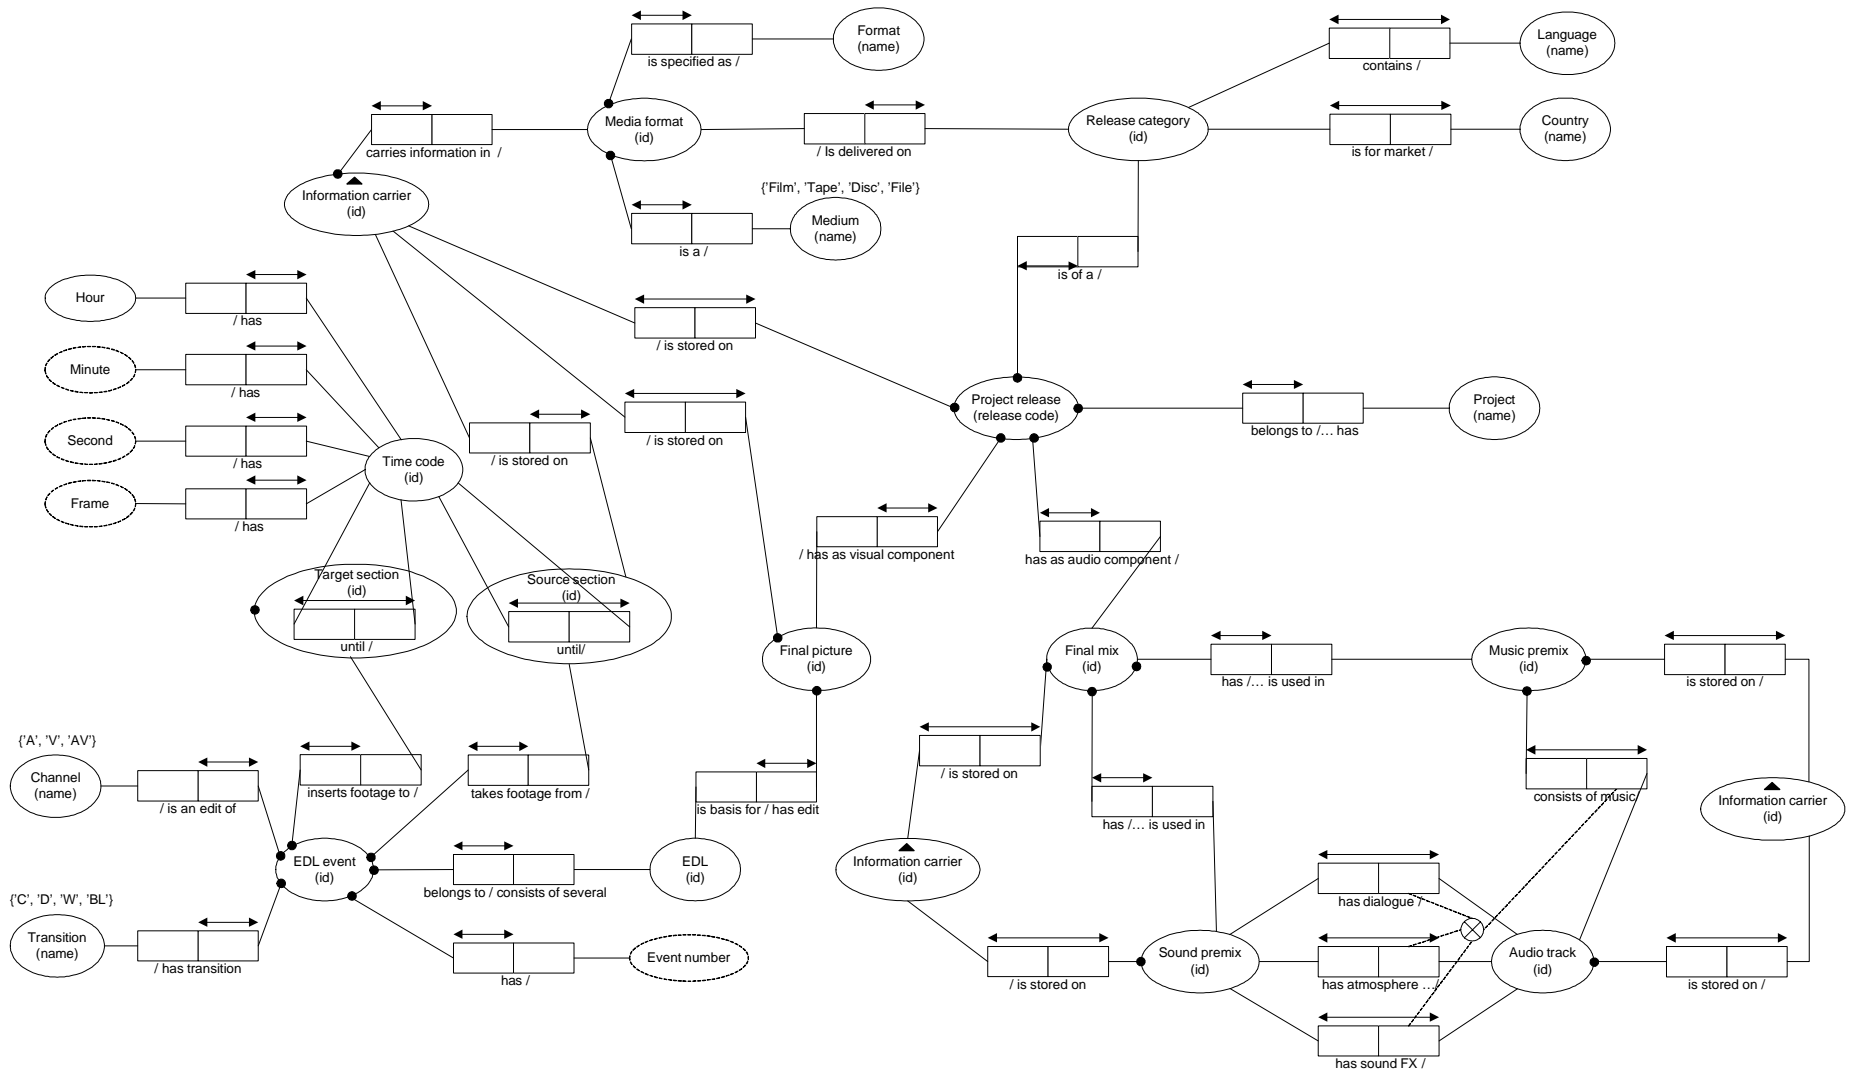 Format
(name)
is specified as /
Language
(name)
contains /
Media format
(id)
carries information in  /
/ Is delivered on
Release category
(id)
is for market /
Country
(name)
Information carrier
(id)
{'Film', 'Tape', 'Disc', 'File'}
Medium
(name)
is a /
is of a /
Hour
/ has
/ is stored on
Minute
/ has
Second
/ has
Frame
/ has
Time code
(id)
/ is stored on
/ is stored on
Project release
(release code)
belongs to /… has
Project
(name)
/ has as visual component
has as audio component /
Target section
(id)
until /
Source section
(id)
until/
Final picture
(id)
Final mix
(id)
has /… is used in
Music premix
(id)
is stored on /
{'A', 'V', 'AV'}
Channel
(name)
/ is an edit of
inserts footage to /
takes footage from /
is basis for / has edit
/ is stored on
has /… is used in
consists of music
Information carrier
(id)
EDL event
(id)
belongs to / consists of several
EDL
(id)
Information carrier
(id)
has dialogue /
{'C', 'D', 'W', 'BL'}
Transition
(name)
/ has transition
has /
Event number
/ is stored on
Sound premix
(id)
has atmosphere .../
Audio track
(id)
is stored on /
has sound FX /